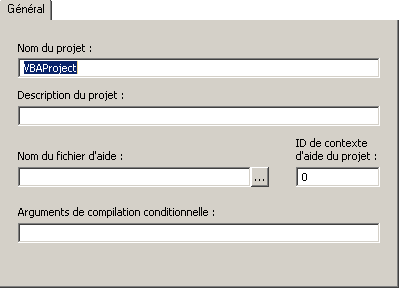 Général
Nom du projet :
VBAProject
Description du projet :
Nom du fichier d'aide :
ID de contexte
d'aide du projet :
...
0
Arguments de compilation conditionnelle :